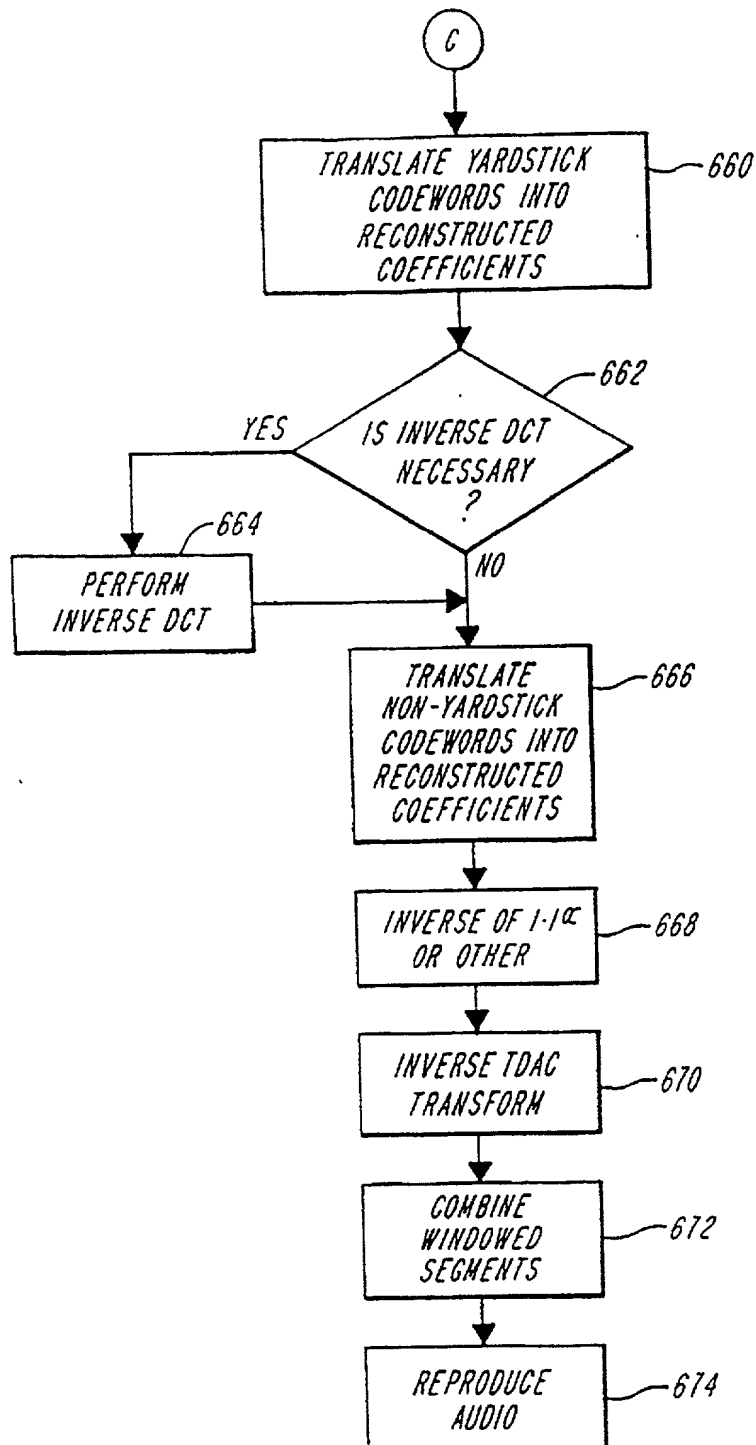 G
TRANSLATE YARDSTICK
CODEWORDS INTO
RECONSTRUCTED
COEFFICIENTS
660
662
IS INVERSE DCT
NECESSARY
?
YES
NO
664
PERFORM
INVERSE DCT
TRANSLATE
NON-YARDSTICK
CODEWORDS INTO
RECONSTRUCTED
COEFFICIENTS
666
INVERSE OF |·|α
OR OTHER
668
INVERSE TDAC
TRANSFORM
670
COMBINE
WINDOWED
SEGMENTS
672
REPRODUCE
AUDIO
674